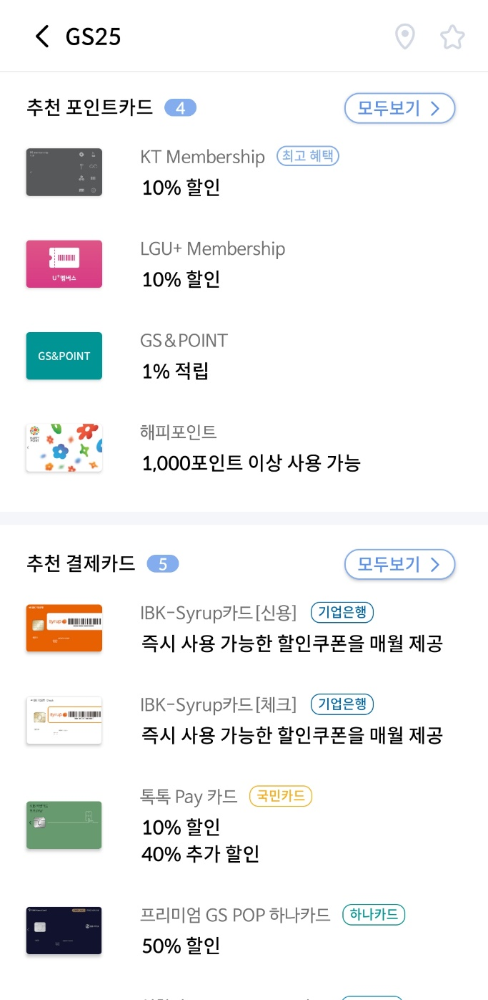 GS25
추천 포인트카드 4 모두보기
KT Membership 최고 혜택
10% 할인
U+멤버스
LGU+ Membership
10% 할인
GS&POINT
GS&POINT
1% 적립
HAPPY
POINT
해피포인트
1,000포인트 이상 사용 가능
추천 결제카드 5 모두보기
syrup
IBK-Syrup카드[신용] 기업은행
즉시 사용 가능한 할인쿠폰을 매월 제공
syrup
IBK-Syrup카드[체크] 기업은행
즉시 사용 가능한 할인쿠폰을 매월 제공
톡톡 Pay 카드 국민카드
10% 할인
40% 추가 할인
프리미엄 GS POP 하나카드 하나카드
50% 할인